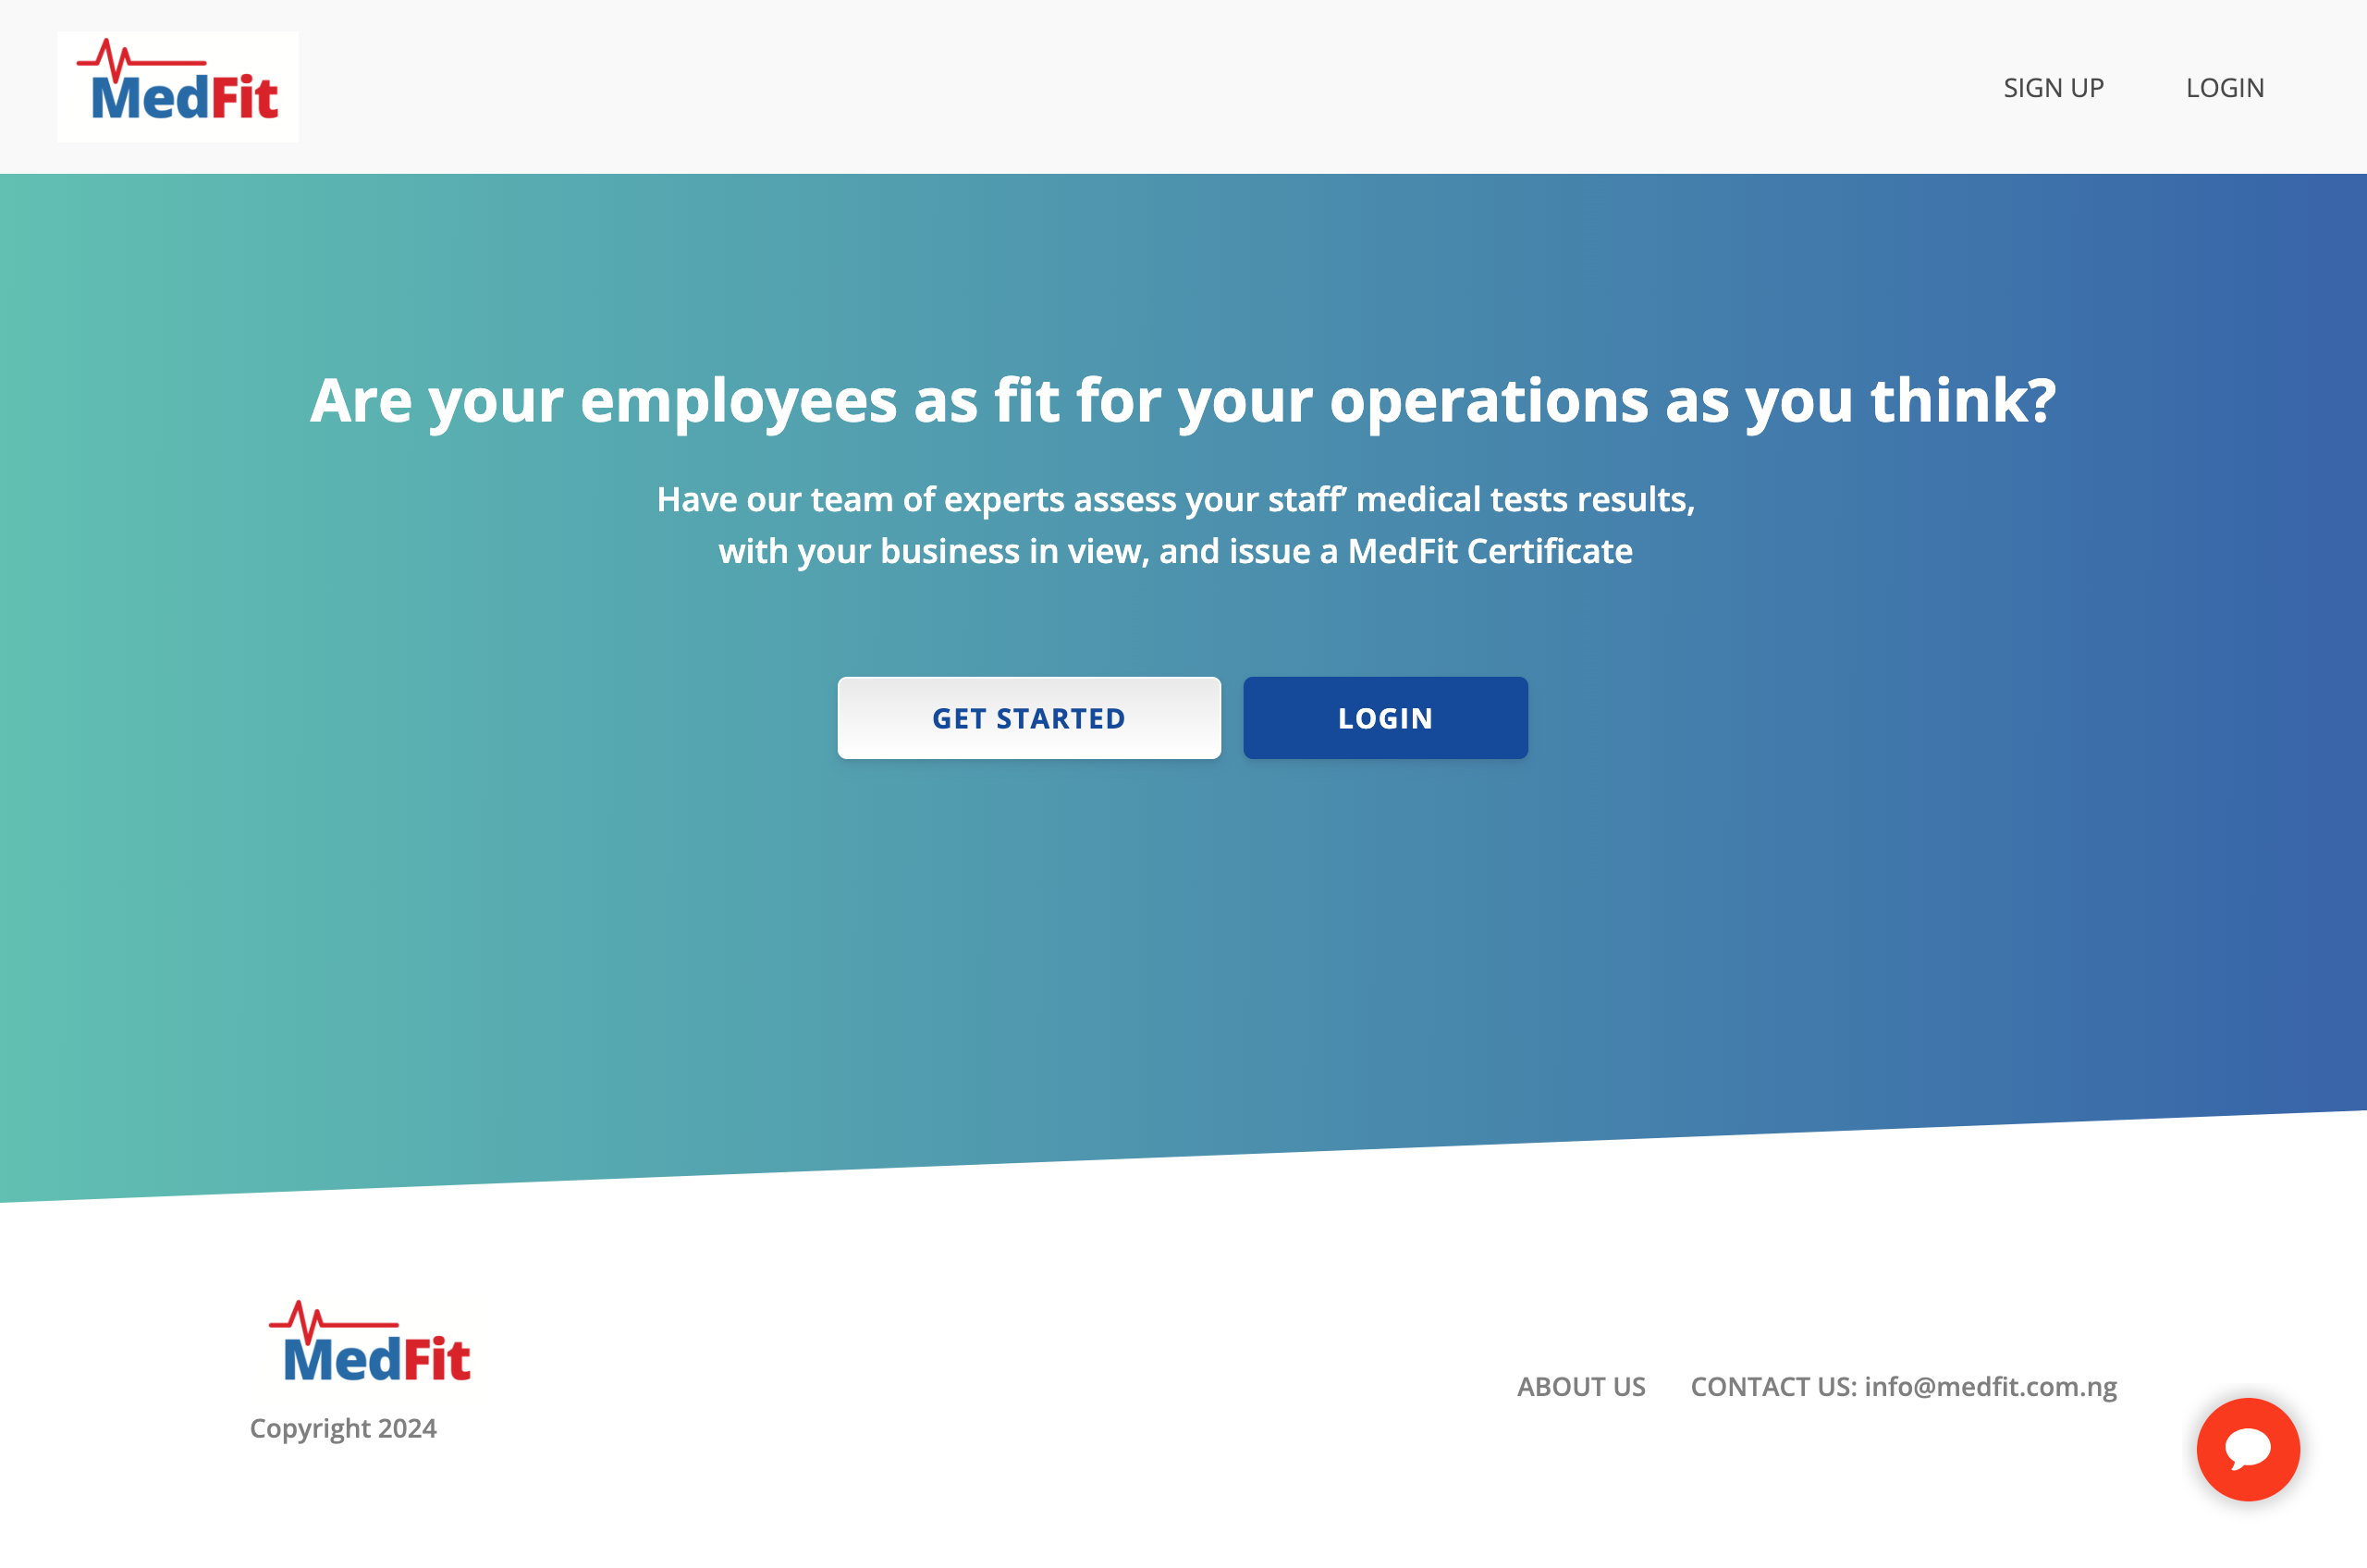 MedFit
SIGN UP
LOGIN
Are your employees as fit for your operations as you think?
Have our team of experts assess your staff’ medical tests results,
with your business in view, and issue a MedFit Certificate
GET STARTED
LOGIN
MedFit
Copyright 2024
ABOUT US
CONTACT US: info@medfit.com.ng